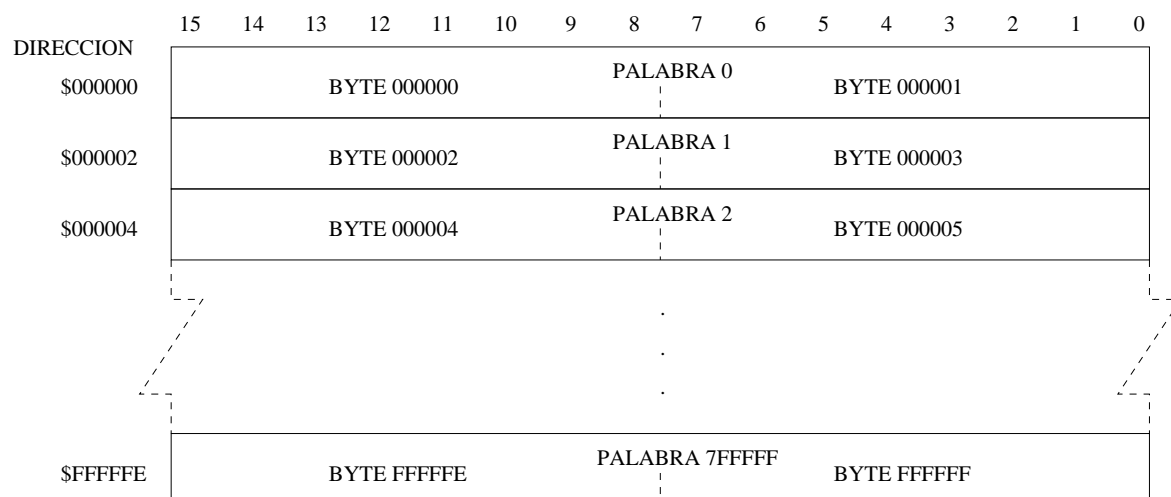 15 14 13 12 11 10 9 8 7 6 5 4 3 2 1 0
DIRECCION
$000000 BYTE 000000 PALABRA 0 BYTE 000001
$000002 BYTE 000002 PALABRA 1 BYTE 000003
$000004 BYTE 000004 PALABRA 2 BYTE 000005
.
.
.
$FFFFFE BYTE FFFFFE PALABRA 7FFFFF BYTE FFFFFF